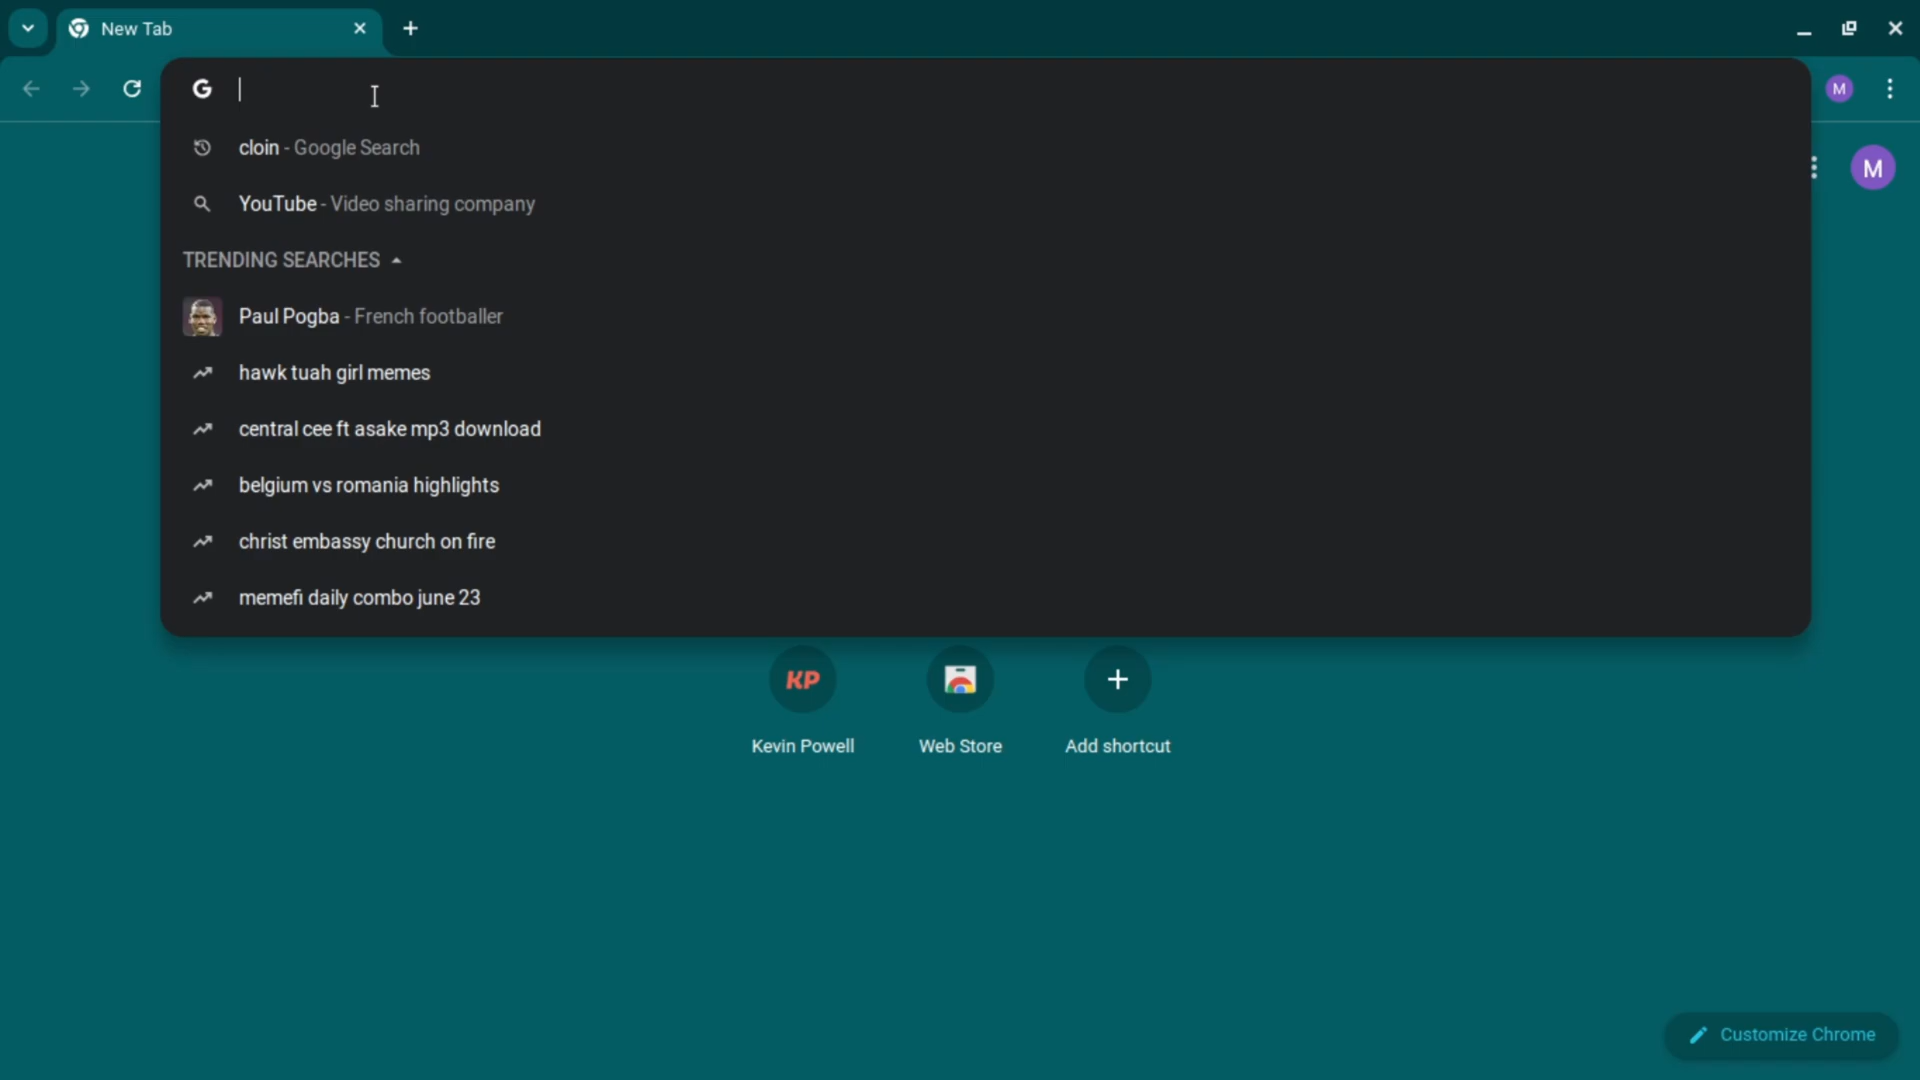 New Tab
G
M
cloin - Google Search
YouTube - Video sharing company
M
TRENDING SEARCHES
Paul Pogba - French footballer
hawk tuah girl memes
central cee ft asake mp3 download
belgium vs romania highlights
christ embassy church on fire
memefi daily combo june 23
KP
Kevin Powell
Web Store
Add shortcut
Customize Chrome